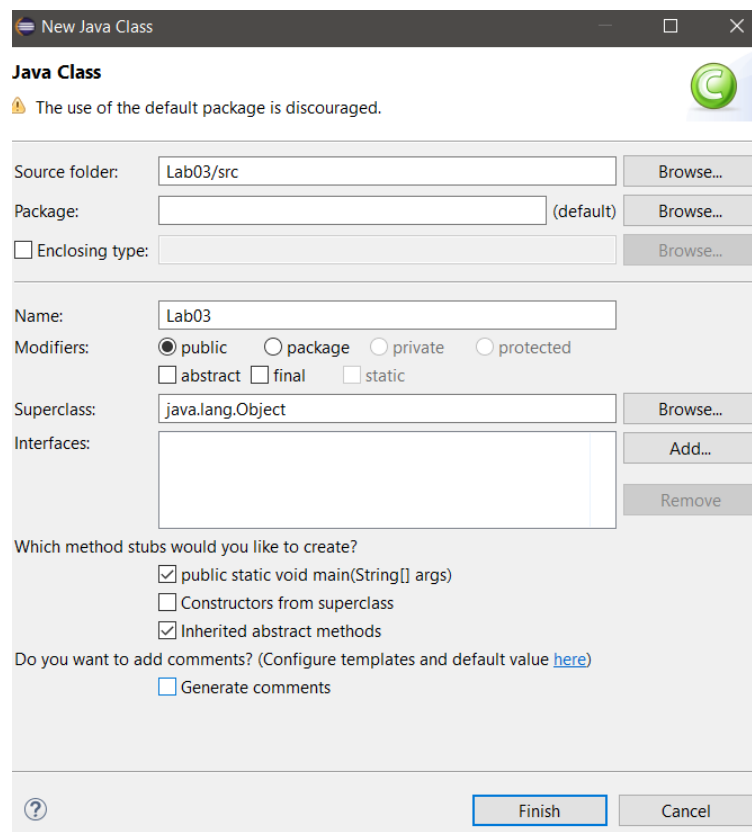 New Java Class
Java Class
The use of the default package is discouraged.
Source folder: Lab03/src Browse...
Package: (default) Browse...
Enclosing type: Browse...
Name: Lab03
Modifiers: public package private protected
abstract final static
Superclass: java.lang.Object Browse...
Interfaces: Add...
Remove
Which method stubs would you like to create?
public static void main(String[] args)
Constructors from superclass
Inherited abstract methods
Do you want to add comments? (Configure templates and default value here)
Generate comments
Finish Cancel